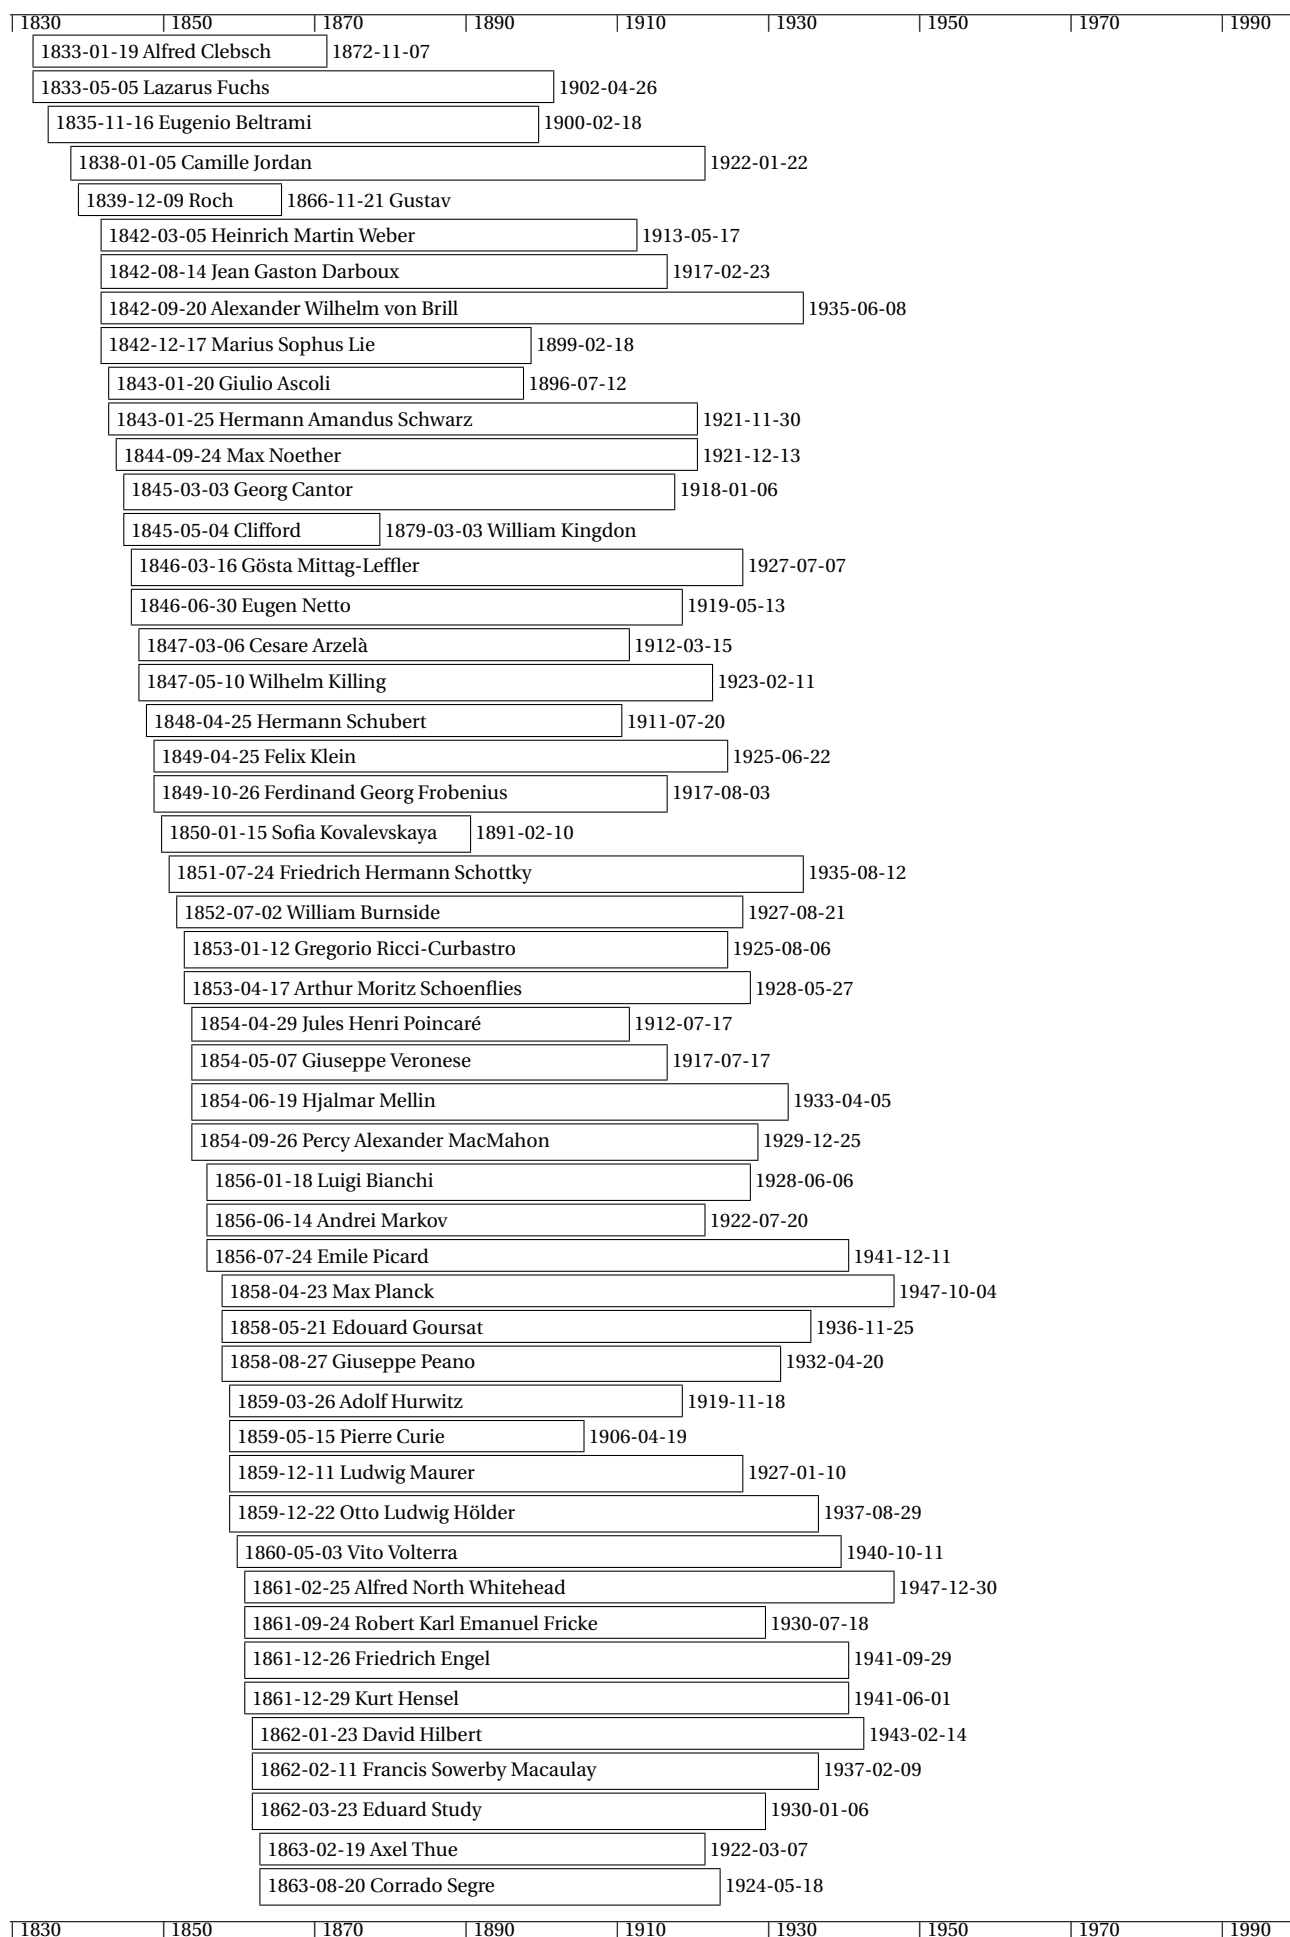 1830 1850 1870 1890 1910 1930 1950 1970 1990
1833-01-19 Alfred Clebsch 1872-11-07
1833-05-05 Lazarus Fuchs 1902-04-26
1835-11-16 Eugenio Beltrami 1900-02-18
1838-01-05 Camille Jordan 1922-01-22
1839-12-09 Roch 1866-11-21 Gustav
1842-03-05 Heinrich Martin Weber 1913-05-17
1842-08-14 Jean Gaston Darboux 1917-02-23
1842-09-20 Alexander Wilhelm von Brill 1935-06-08
1842-12-17 Marius Sophus Lie 1899-02-18
1843-01-20 Giulio Ascoli 1896-07-12
1843-01-25 Hermann Amandus Schwarz 1921-11-30
1844-09-24 Max Noether 1921-12-13
1845-03-03 Georg Cantor 1918-01-06
1845-05-04 Clifford 1879-03-03 William Kingdon
1846-03-16 Gösta Mittag-Leffler 1927-07-07
1846-06-30 Eugen Netto 1919-05-13
1847-03-06 Cesare Arzelà 1912-03-15
1847-05-10 Wilhelm Killing 1923-02-11
1848-04-25 Hermann Schubert 1911-07-20
1849-04-25 Felix Klein 1925-06-22
1849-10-26 Ferdinand Georg Frobenius 1917-08-03
1850-01-15 Sofia Kovalevskaya 1891-02-10
1851-07-24 Friedrich Hermann Schottky 1935-08-12
1852-07-02 William Burnside 1927-08-21
1853-01-12 Gregorio Ricci-Curbastro 1925-08-06
1853-04-17 Arthur Moritz Schoenflies 1928-05-27
1854-04-29 Jules Henri Poincaré 1912-07-17
1854-05-07 Giuseppe Veronese 1917-07-17
1854-06-19 Hjalmar Mellin 1933-04-05
1854-09-26 Percy Alexander MacMahon 1929-12-25
1856-01-18 Luigi Bianchi 1928-06-06
1856-06-14 Andrei Markov 1922-07-20
1856-07-24 Emile Picard 1941-12-11
1858-04-23 Max Planck 1947-10-04
1858-05-21 Edouard Goursat 1936-11-25
1858-08-27 Giuseppe Peano 1932-04-20
1859-03-26 Adolf Hurwitz 1919-11-18
1859-05-15 Pierre Curie 1906-04-19
1859-12-11 Ludwig Maurer 1927-01-10
1859-12-22 Otto Ludwig Hölder 1937-08-29
1860-05-03 Vito Volterra 1940-10-11
1861-02-25 Alfred North Whitehead 1947-12-30
1861-09-24 Robert Karl Emanuel Fricke 1930-07-18
1861-12-26 Friedrich Engel 1941-09-29
1861-12-29 Kurt Hensel 1941-06-01
1862-01-23 David Hilbert 1943-02-14
1862-02-11 Francis Sowerby Macaulay 1937-02-09
1862-03-23 Eduard Study 1930-01-06
1863-02-19 Axel Thue 1922-03-07
1863-08-20 Corrado Segre 1924-05-18
1830 1850 1870 1890 1910 1930 1950 1970 1990